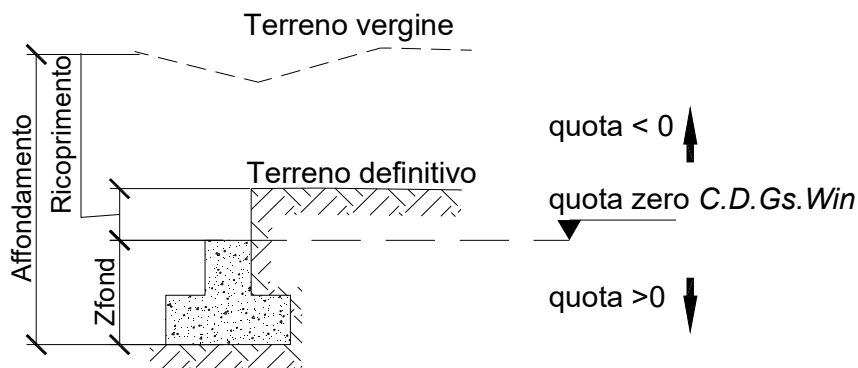 Terreno vergine
Affondamento
Ricoprimento
quota < 0
Terreno definitivo
quota zero C.D.Gs.Win
Zfond
quota >0